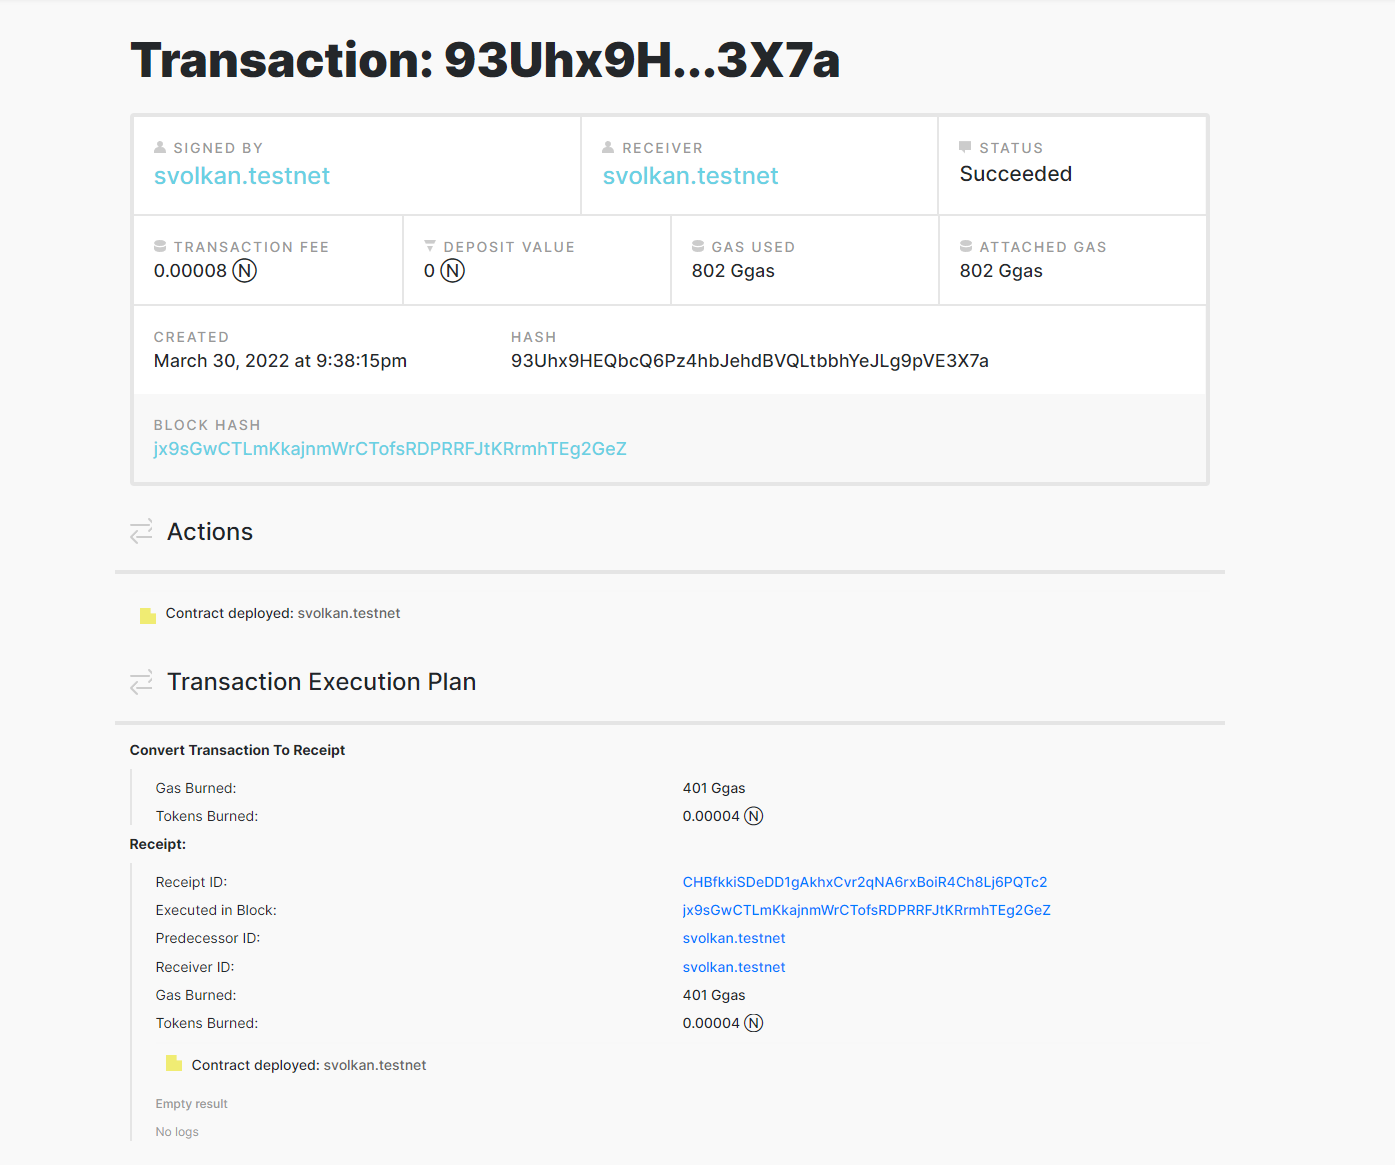 Transaction: 93Uhx9H...3X7a
SIGNED BY
svolkan.testnet
RECEIVER
svolkan.testnet
STATUS
Succeeded
TRANSACTION FEE
0.00008 Ⓝ
DEPOSIT VALUE
0 Ⓝ
GAS USED
802 Ggas
ATTACHED GAS
802 Ggas
CREATED
March 30, 2022 at 9:38:15pm
HASH
93Uhx9HEQbcQ6Pz4hbJehdBVQLtbbhYeJLg9pVE3X7a
BLOCK HASH
jx9sGwCTLmKkajnmWrCTofsRDPRRFJtKRrmhTEg2GeZ
Actions
Contract deployed: svolkan.testnet
Transaction Execution Plan
Convert Transaction To Receipt
Gas Burned: 401 Ggas
Tokens Burned: 0.00004 Ⓝ
Receipt:
Receipt ID: CHBfkkiSDeDD1gAkhxCvr2qNA6rxBoiR4Ch8Lj6PQTc2
Executed in Block: jx9sGwCTLmKkajnmWrCTofsRDPRRFJtKRrmhTEg2GeZ
Predecessor ID: svolkan.testnet
Receiver ID: svolkan.testnet
Gas Burned: 401 Ggas
Tokens Burned: 0.00004 Ⓝ
Contract deployed: svolkan.testnet
Empty result
No logs